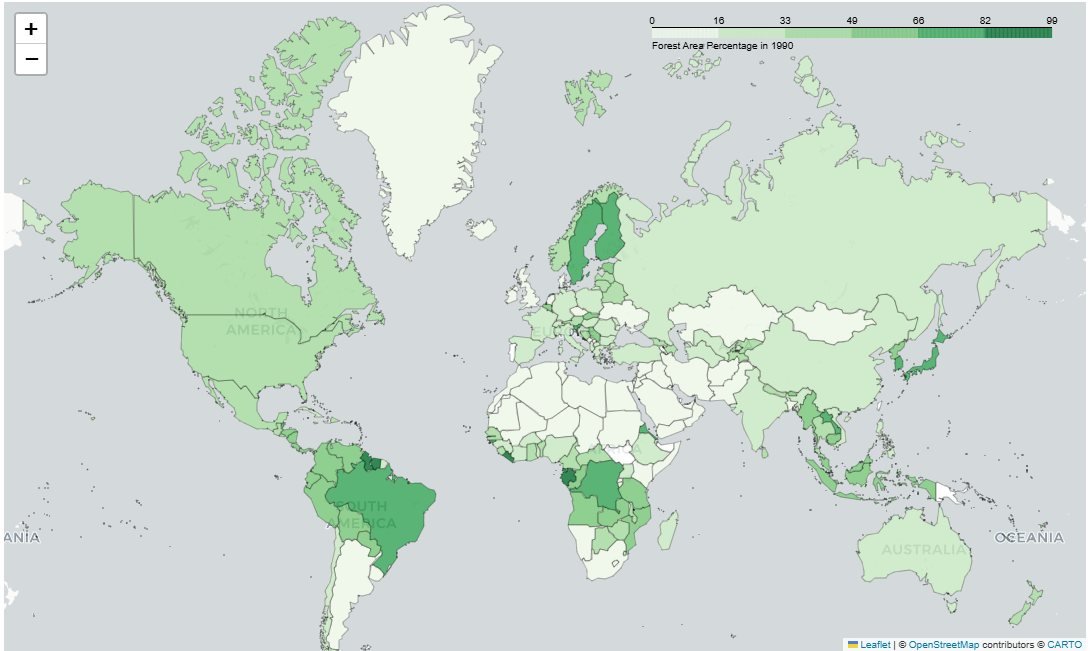 +
−
0 16 33 49 66 82 99
Forest Area Percentage in 1990
NORTH
AMERICA
SOUTH
AMERICA
AUSTRALIA
ANIA
OCEANIA
Leaflet | © OpenStreetMap contributors © CARTO